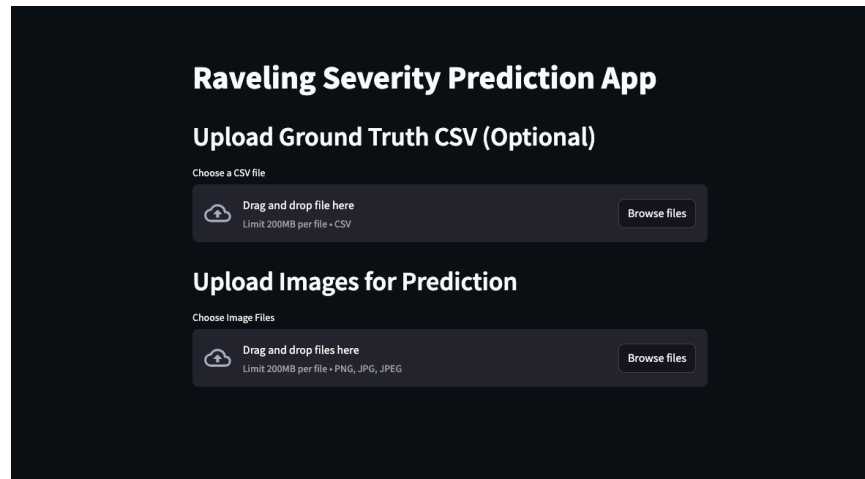 Raveling Severity Prediction App
Upload Ground Truth CSV (Optional)
Choose a CSV file
Drag and drop file here
Limit 200MB per file • CSV
Browse files
Upload Images for Prediction
Choose Image Files
Drag and drop files here
Limit 200MB per file • PNG, JPG, JPEG
Browse files